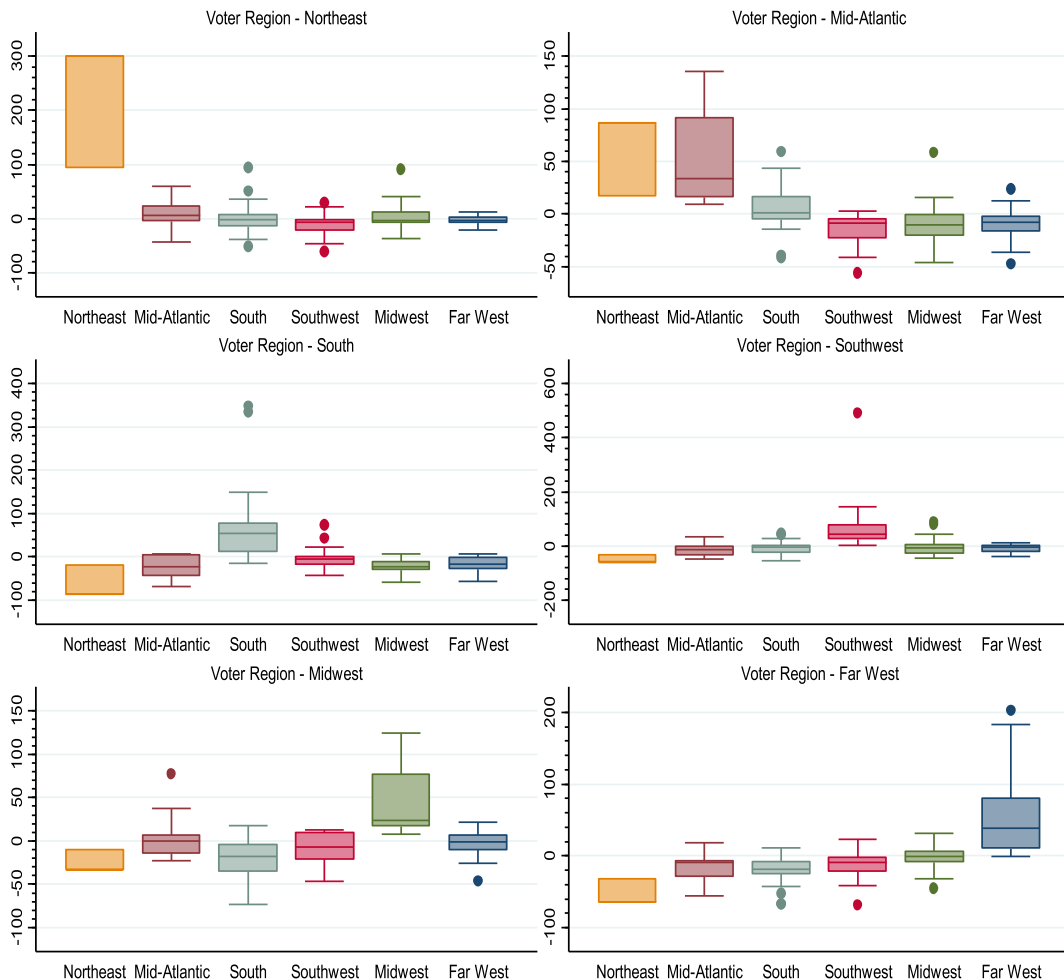 Voter Region - Northeast
300
200
100
0
-100
Northeast Mid-Atlantic South Southwest Midwest Far West
Voter Region - Mid-Atlantic
150
100
50
0
-50
Northeast Mid-Atlantic South Southwest Midwest Far West
Voter Region - South
400
300
200
100
0
-100
Northeast Mid-Atlantic South Southwest Midwest Far West
Voter Region - Southwest
600
400
200
0
-200
Northeast Mid-Atlantic South Southwest Midwest Far West
Voter Region - Midwest
150
100
50
0
-50
-100
Northeast Mid-Atlantic South Southwest Midwest Far West
Voter Region - Far West
200
100
0
-100
Northeast Mid-Atlantic South Southwest Midwest Far West